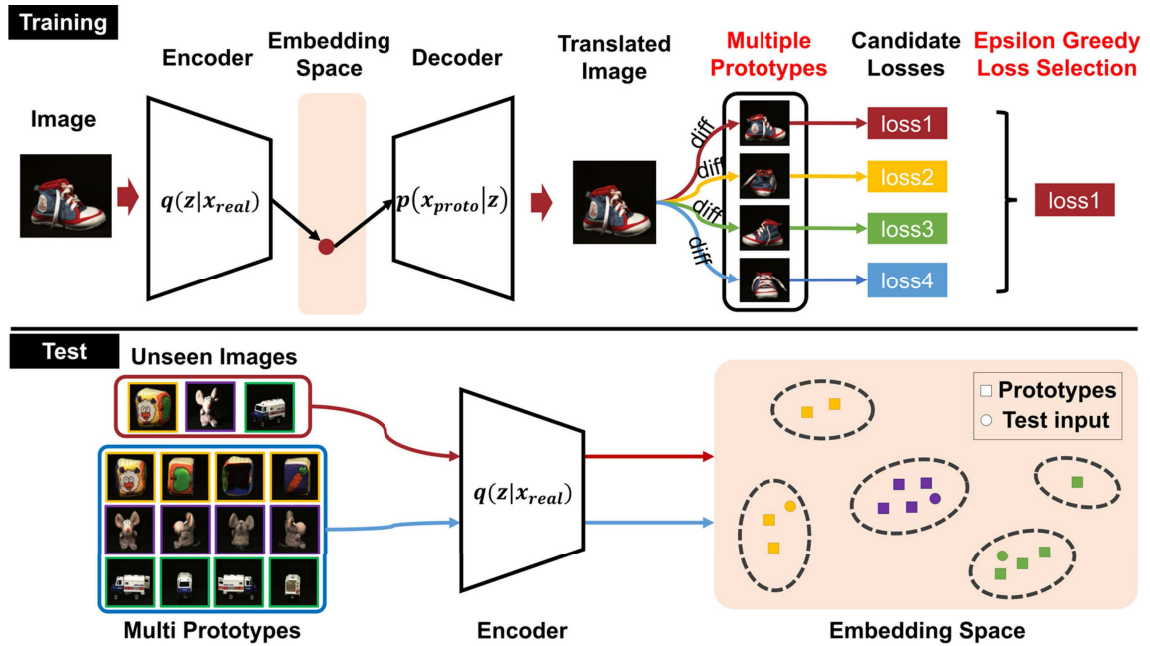 Training
Image
Encoder
Embedding
Space
Decoder
Translated
Image
Multiple
Prototypes
Candidate
Losses
Epsilon Greedy
Loss Selection
q(z|x_real)
p(x_proto|z)
diff
diff
diff
diff
loss1
loss2
loss3
loss4
loss1
Test
Unseen Images
Multi Prototypes
q(z|x_real)
Encoder
Prototypes
Test input
Embedding Space